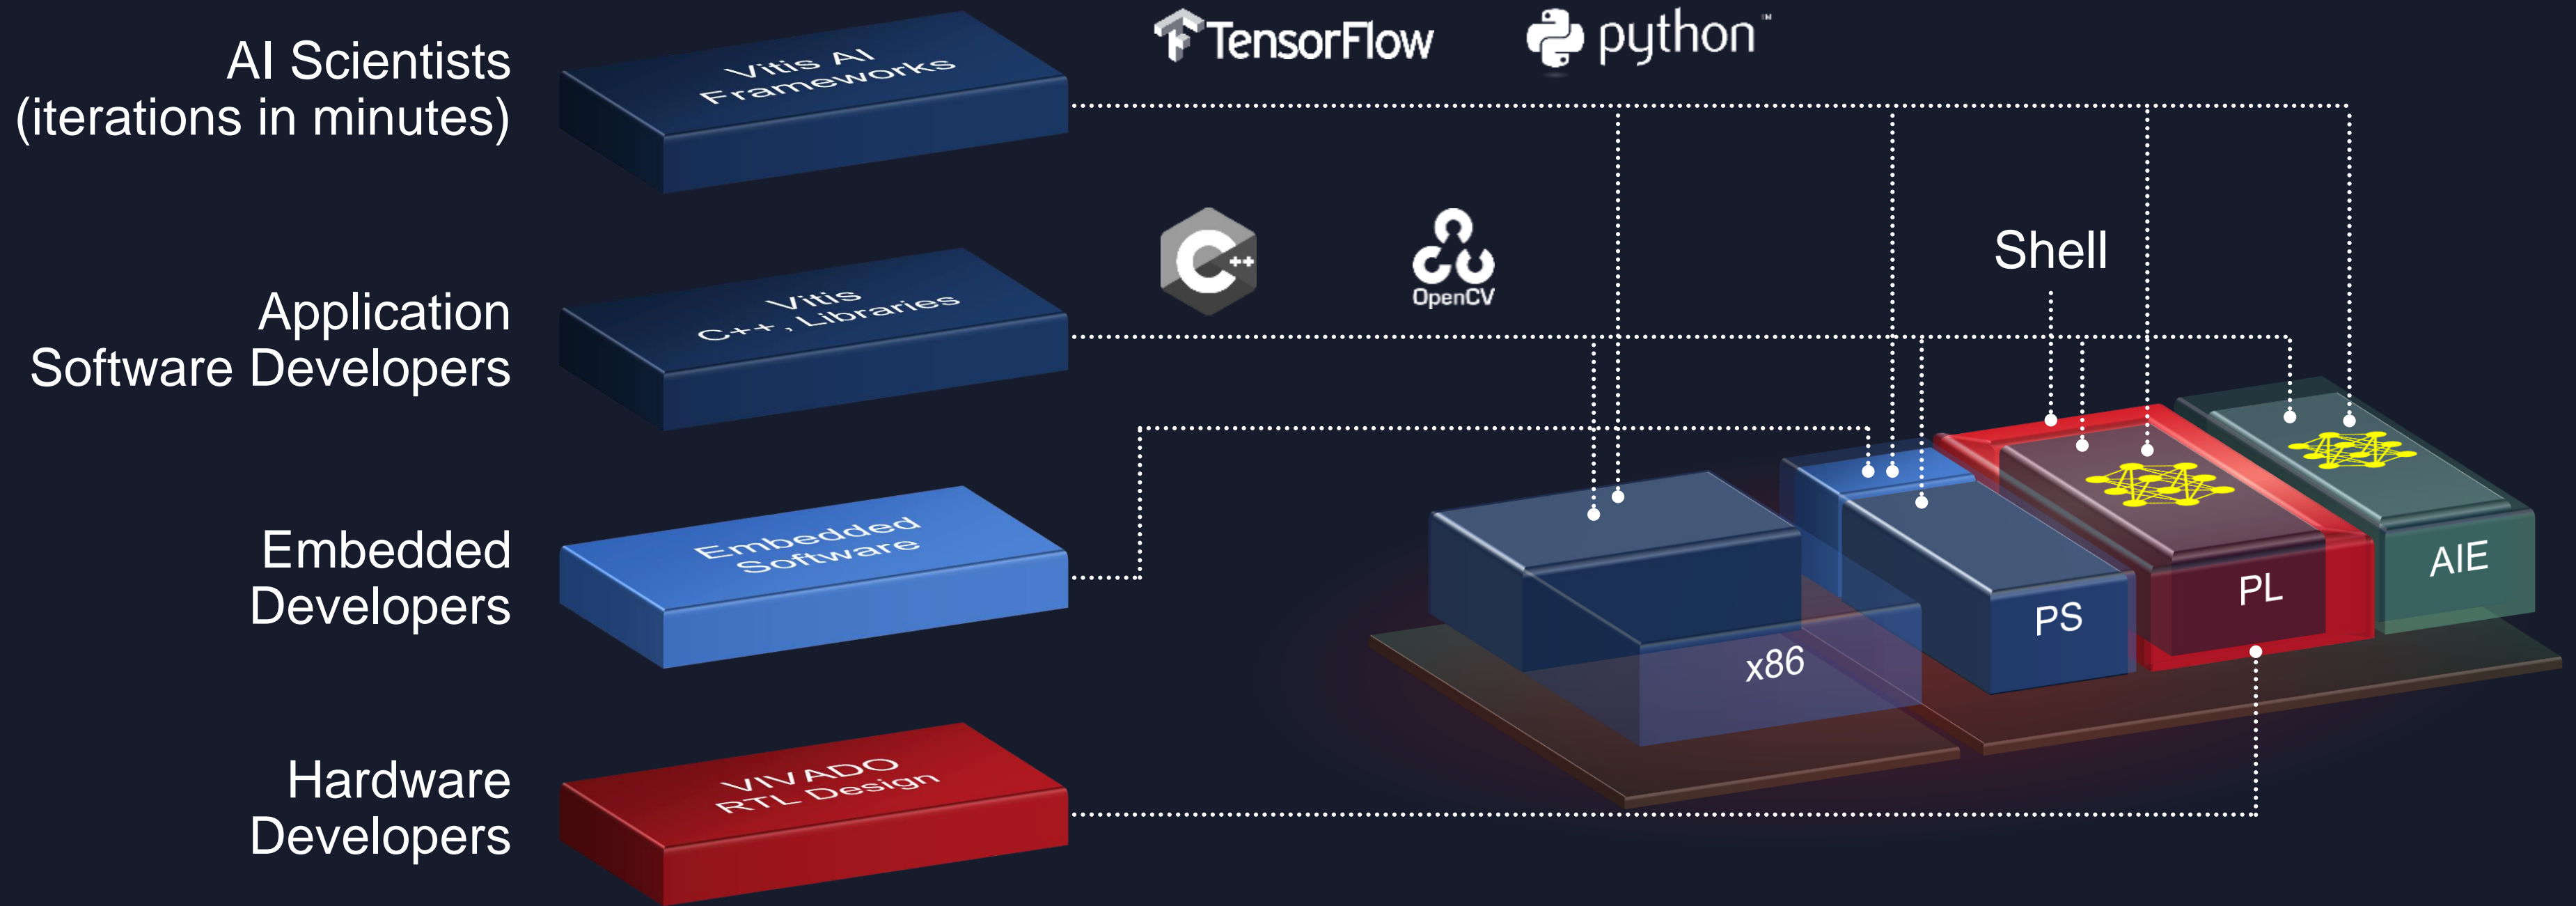 AI Scientists
(iterations in minutes)
Vitis AI
Frameworks
TensorFlow
python™
Application
Software Developers
Vitis
C++, Libraries
C++
OpenCV
Shell
Embedded
Developers
Embedded
Software
Hardware
Developers
VIVADO
RTL Design
x86
PS
PL
AIE